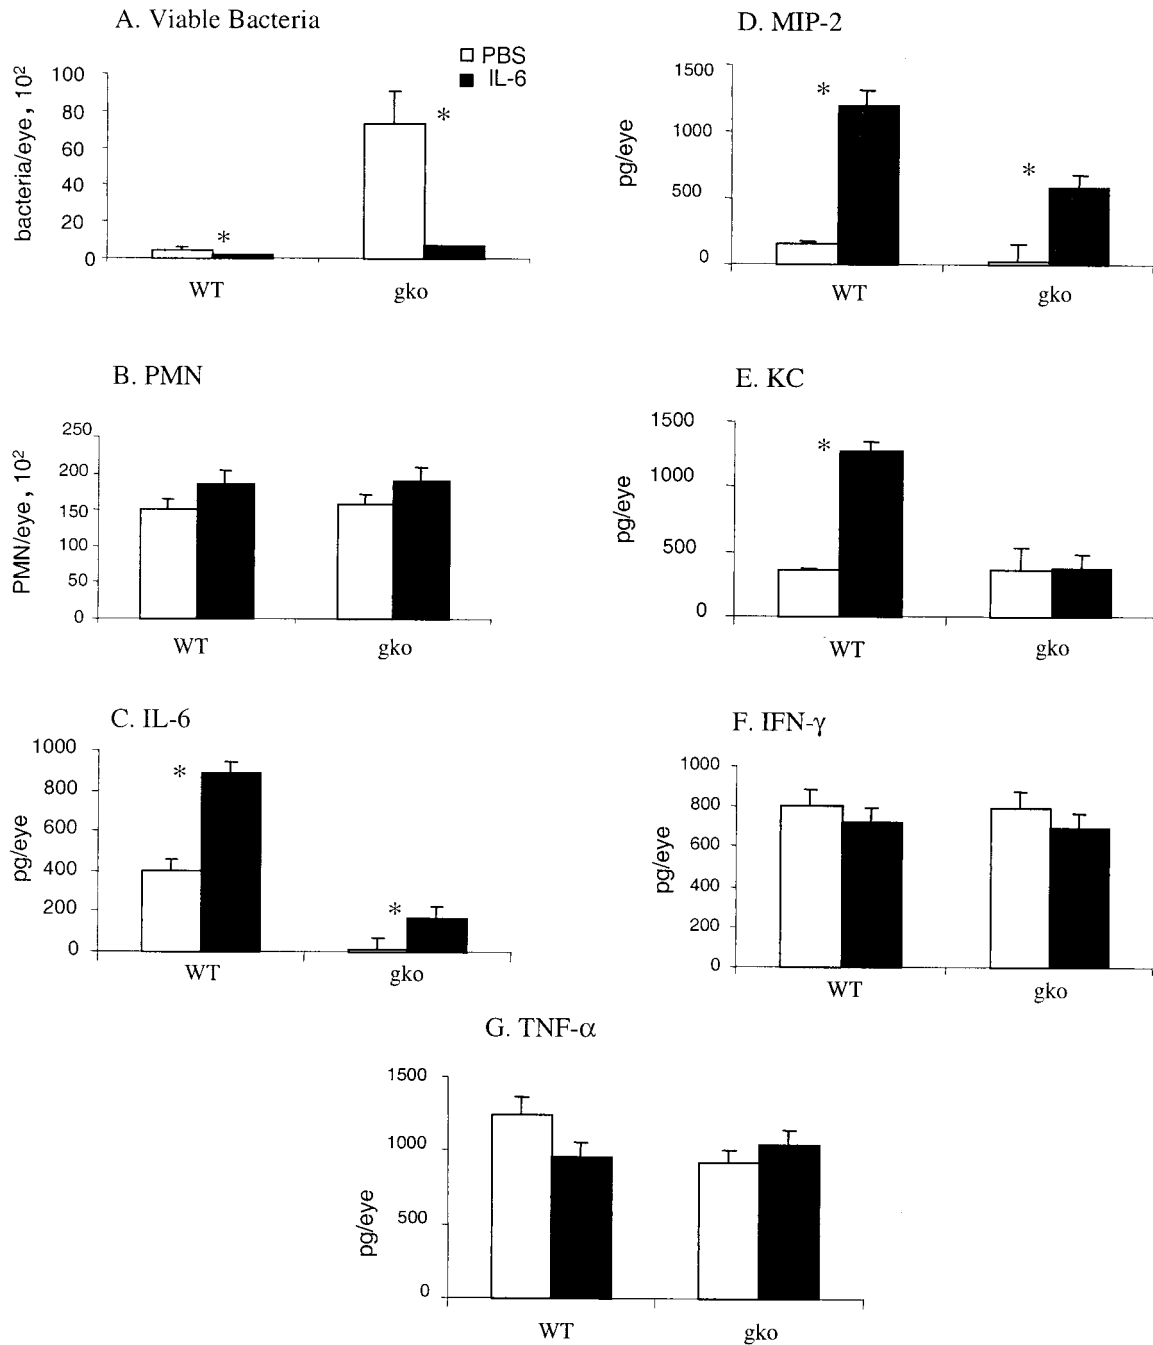 A. Viable Bacteria
PBS
IL-6
bacteria/eye, 10²
100
80
60
40
20
0
*
*
WT
gko
B. PMN
PMN/eye, 10²
250
200
150
100
50
0
WT
gko
C. IL-6
pg/eye
1000
800
600
400
200
0
*
*
WT
gko
D. MIP-2
pg/eye
1500
1000
500
0
*
*
WT
gko
E. KC
pg/eye
1500
1000
500
0
*
WT
gko
F. IFN-γ
pg/eye
1000
800
600
400
200
0
WT
gko
G. TNF-α
pg/eye
1500
1000
500
0
WT
gko